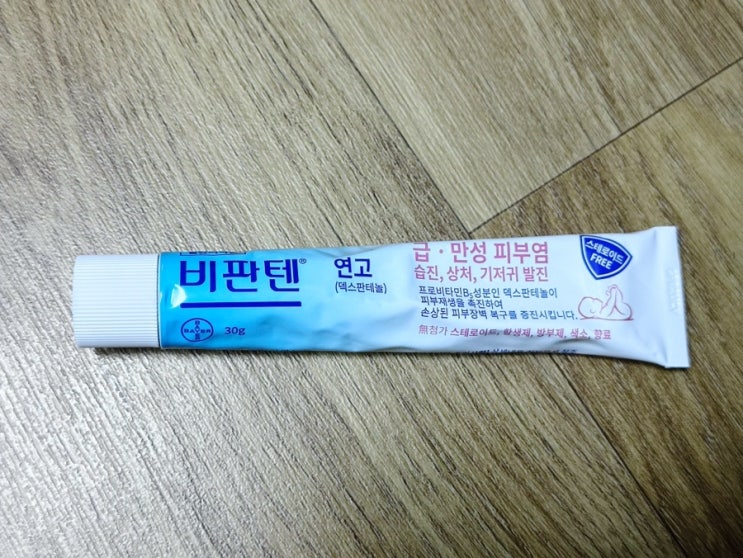 비판텐®
연고
(덱스판테놀)
BAYER
BAYER
30g
급·만성 피부염
습진, 상처, 기저귀 발진
프로비타민B₅성분인 덱스판테놀이
피부재생을 촉진하여
손상된 피부장벽 복구를 증진시킵니다.
無첨가 스테로이드, 항생제, 방부제, 색소, 향료
스테로이드
FREE